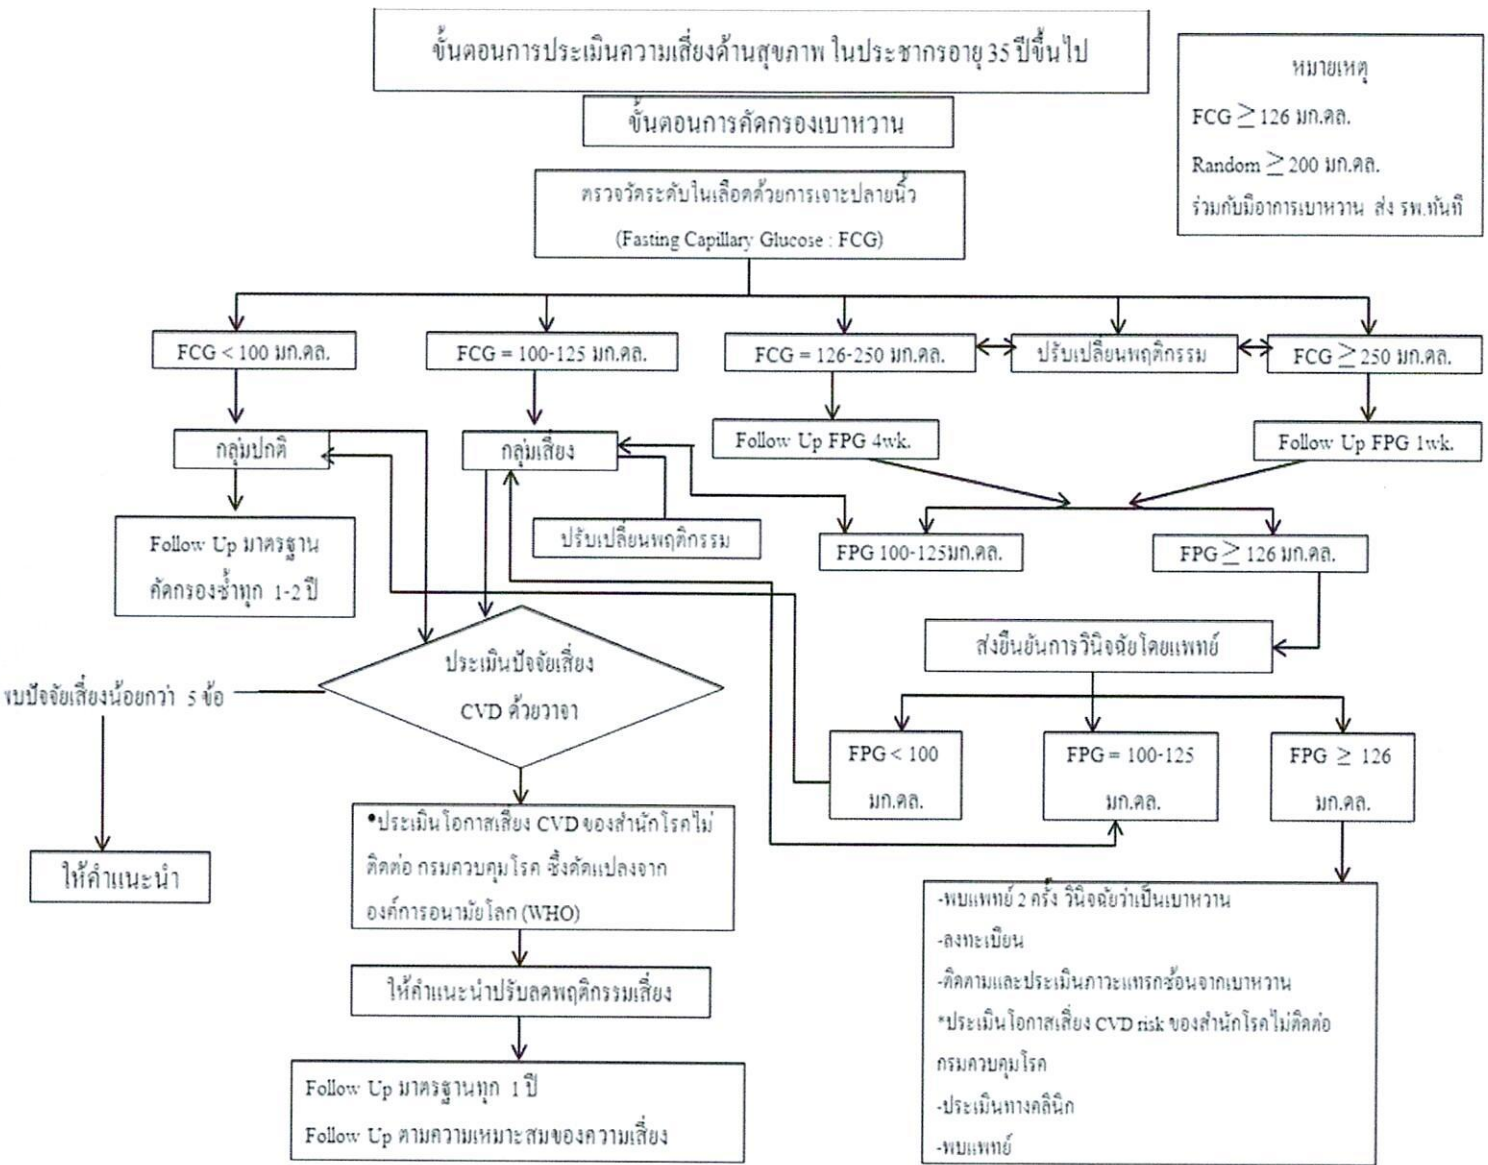 ขั้นตอนการประเมินความเสี่ยงด้านสุขภาพ ในประชากรอายุ 35 ปีขึ้นไป
หมายเหตุ
FCG ≥ 126 มก.ดล.
Random ≥ 200 มก.ดล.
ร่วมกับมีอาการเบาหวาน ส่ง รพ.ทันที
ขั้นตอนการคัดกรองเบาหวาน
ตรวจวัดระดับในเลือดด้วยการเจาะปลายนิ้ว
(Fasting Capillary Glucose : FCG)
FCG < 100 มก.ดล.
FCG = 100-125 มก.ดล.
FCG = 126-250 มก.ดล.
ปรับเปลี่ยนพฤติกรรม
FCG ≥ 250 มก.ดล.
กลุ่มปกติ
กลุ่มเสี่ยง
Follow Up FPG 4wk.
Follow Up FPG 1wk.
Follow Up มาตรฐาน
คัดกรองซ้ำทุก 1-2 ปี
ปรับเปลี่ยนพฤติกรรม
FPG 100-125มก.ดล.
FPG ≥ 126 มก.ดล.
ส่งยืนยันการวินิจฉัยโดยแพทย์
ประเมินปัจจัยเสี่ยง
CVD ด้วยวาจา
พบปัจจัยเสี่ยงน้อยกว่า 5 ข้อ
ให้คำแนะนำ
FPG < 100
มก.ดล.
FPG = 100-125
มก.ดล.
FPG ≥ 126
มก.ดล.
•ประเมินโอกาสเสี่ยง CVD ของสำนักโรคไม่
ติดต่อ กรมควบคุมโรค ซึ่งดัดแปลงจาก
องค์การอนามัยโลก (WHO)
ให้คำแนะนำปรับลดพฤติกรรมเสี่ยง
Follow Up มาตรฐานทุก 1 ปี
Follow Up ตามความเหมาะสมของความเสี่ยง
-พบแพทย์ 2 ครั้ง วินิจฉัยว่าเป็นเบาหวาน
-ลงทะเบียน
-ติดตามและประเมินภาวะแทรกซ้อนจากเบาหวาน
*ประเมินโอกาสเสี่ยง CVD risk ของสำนักโรคไม่ติดต่อ
กรมควบคุมโรค
-ประเมินทางคลินิก
-พบแพทย์